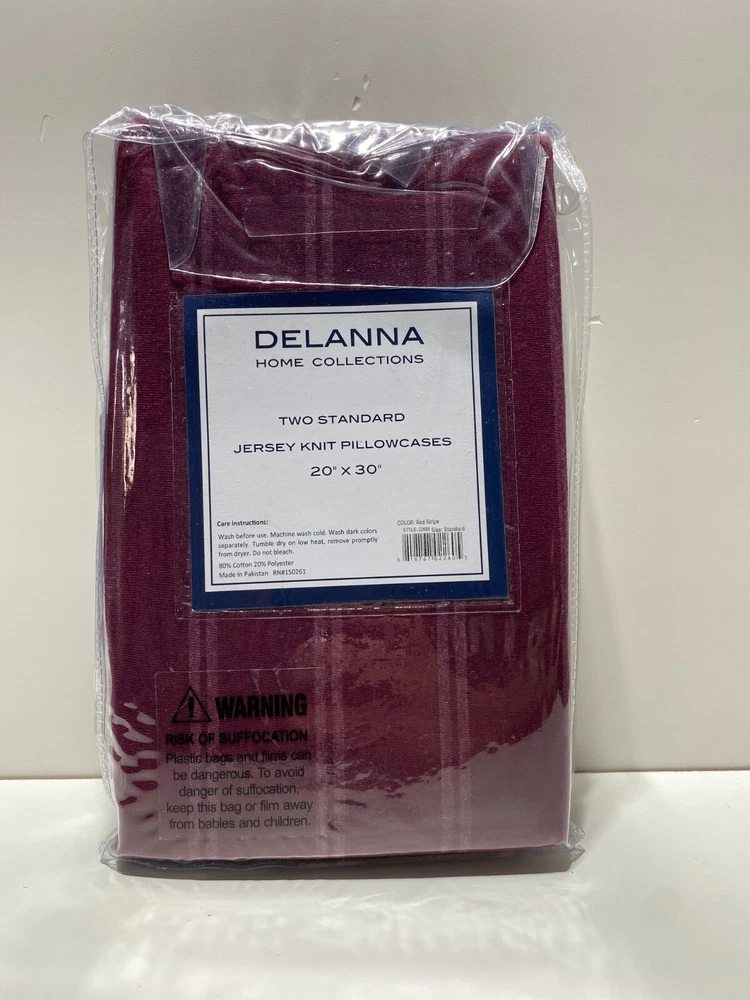 DELANNA
HOME COLLECTIONS
TWO STANDARD
JERSEY KNIT PILLOWCASES
20" X 30"
Care instructions:
Wash before use. Machine wash cold. Wash dark colors
separately. Tumble dry on low heat, remove promptly
from dryer. Do not bleach.
80% Cotton 20% Polyester
Made In Pakistan RN#150261
COLOR: Red Stripe
STYLE: Size: Standard
WARNING
RISK OF SUFFOCATION
Plastic bags and films can
be dangerous. To avoid
danger of suffocation,
keep this bag or film away
from babies and children.